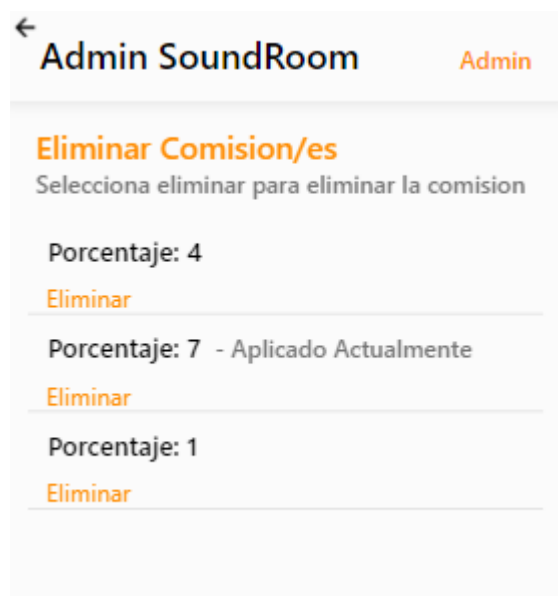 Admin SoundRoom Admin
Eliminar Comision/es
Selecciona eliminar para eliminar la comision
Porcentaje: 4
Eliminar
Porcentaje: 7 - Aplicado Actualmente
Eliminar
Porcentaje: 1
Eliminar